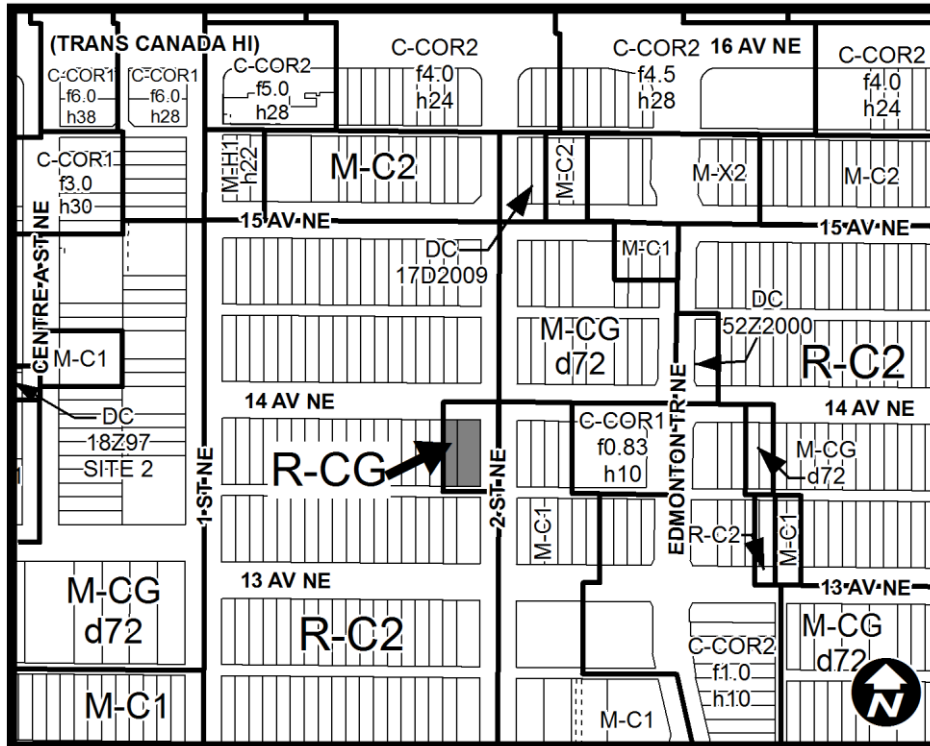 (TRANS CANADA HI)
16 AV NE
C-COR1
f6.0
h38
C-COR1
f6.0
h28
C-COR2
f5.0
h28
C-COR2
f4.0
h24
C-COR2
f4.5
h28
C-COR2
f4.0
h24
C-COR1
f3.0
h30
M-H1
h22
M-C2
M-C2
M-X2
M-C2
15 AV NE
15 AV NE
CENTRE A ST NE
DC
17D2009
M-C1
DC
52Z2000
M-CG
d72
R-C2
M-C1
DC
18Z97
SITE 2
14 AV NE
14 AV NE
R-CG
C-COR1
f0.83
h10
M-CG
d72
1 ST NE
2 ST NE
EDMONTON TR NE
M-C1
R-C2
M-C1
13 AV NE
13 AV NE
M-CG
d72
R-C2
C-COR2
f1.0
h10
M-CG
d72
M-C1
M-C1
N